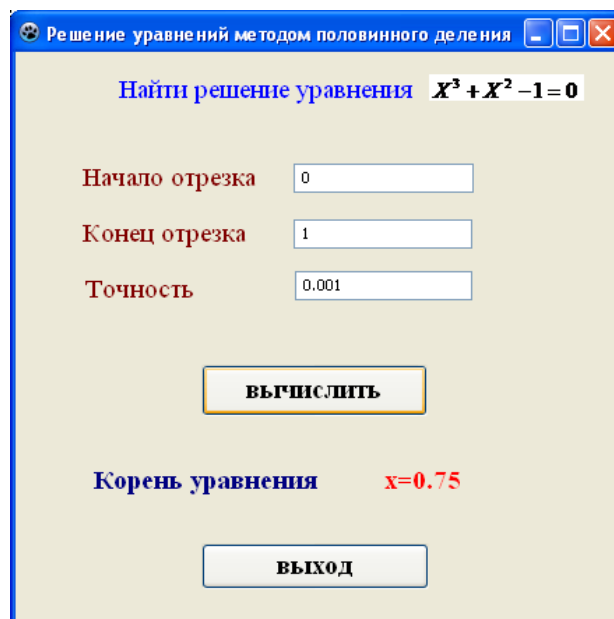 Решение уравнений методом половинного деления
Найти решение уравнения X³ + X² − 1 = 0
Начало отрезка 0
Конец отрезка 1
Точность 0.001
вычислить
Корень уравнения x=0.75
выход